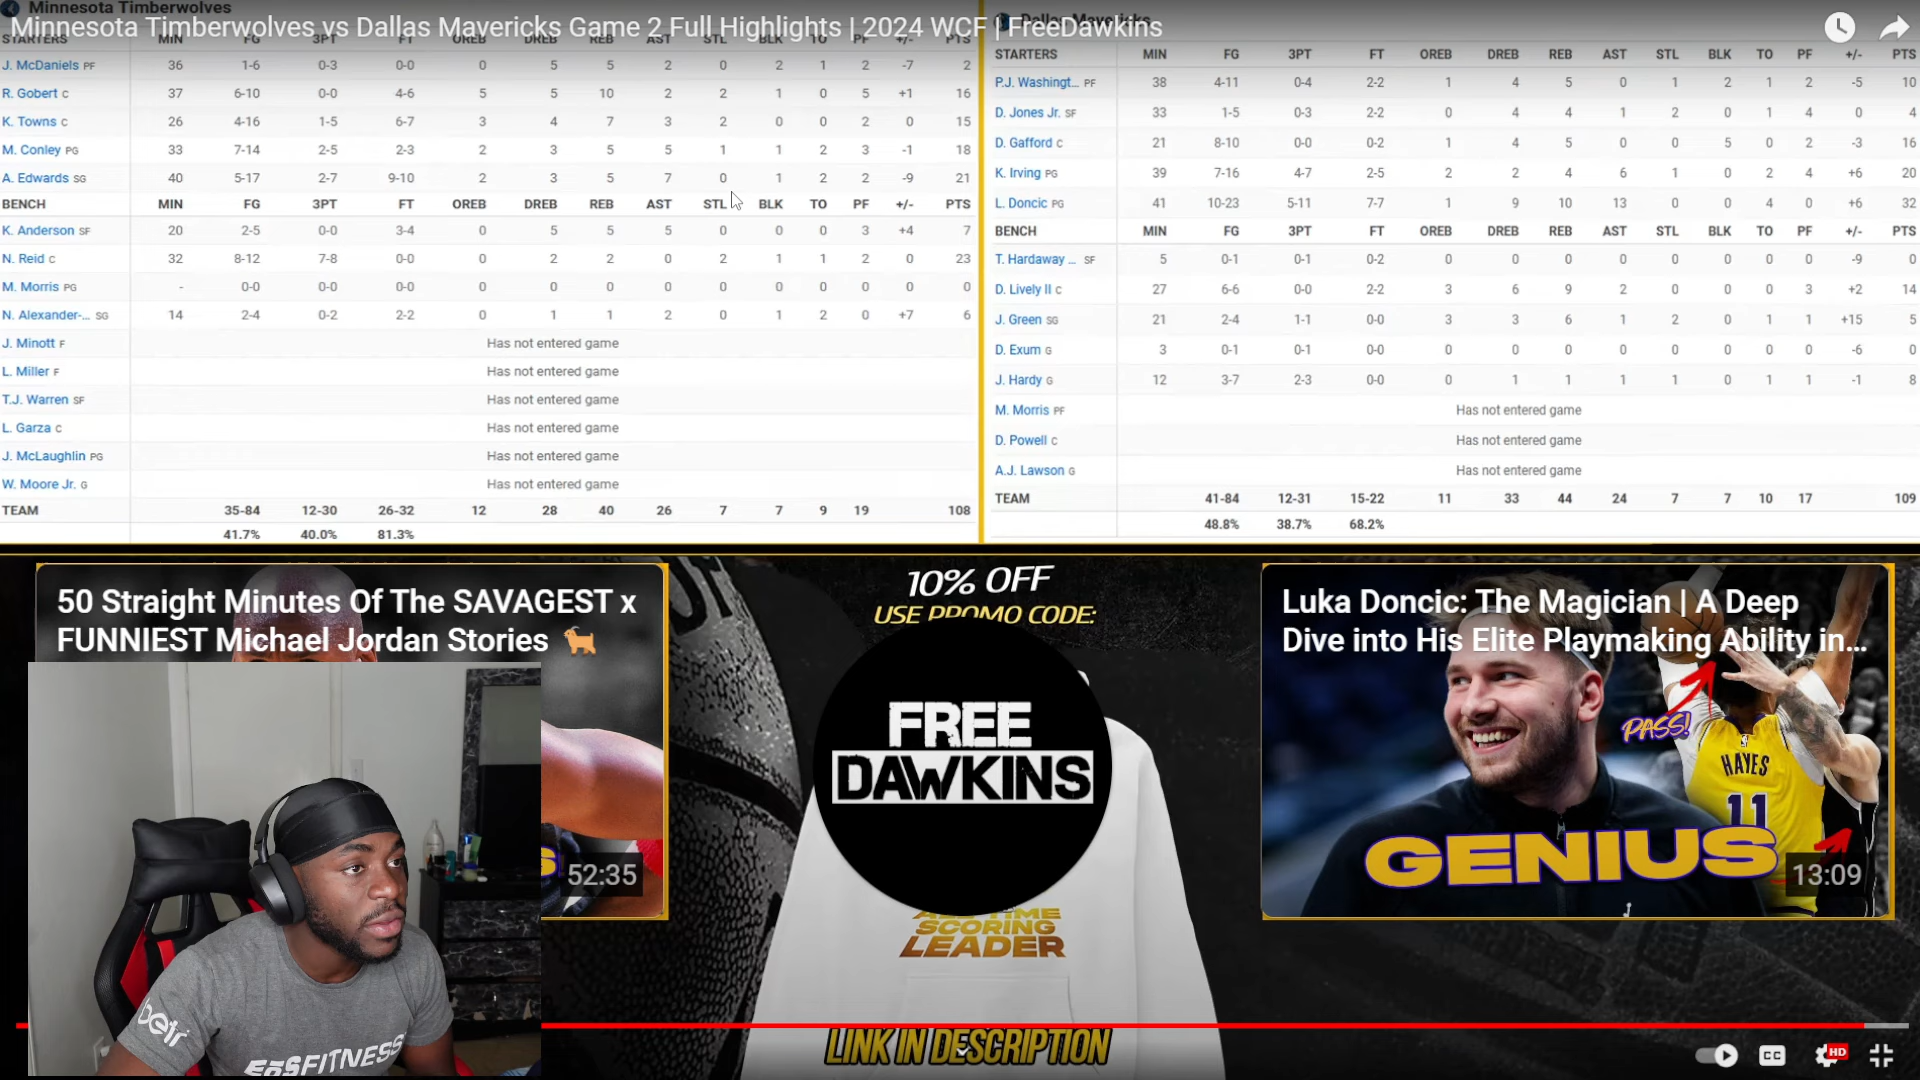 Minnesota Timberwolves
Minnesota Timberwolves vs Dallas Mavericks Game 2 Full Highlights | 2024 WCF | FreeDawkins
STARTERS MIN FG 3PT FT OREB DREB REB AST STL BLK TO PF +/- PTS
J. McDaniels PF 36 1-6 0-3 0-0 0 5 5 2 0 2 1 2 -7 2
R. Gobert C 37 6-10 0-0 4-6 5 5 10 2 2 1 0 5 +1 16
K. Towns C 26 4-16 1-5 6-7 3 4 7 3 2 0 0 2 0 15
M. Conley PG 33 7-14 2-5 2-3 2 3 5 5 1 1 2 3 -1 18
A. Edwards SG 40 5-17 2-7 9-10 2 3 5 7 0 1 2 2 -9 21
BENCH MIN FG 3PT FT OREB DREB REB AST STL BLK TO PF +/- PTS
K. Anderson SF 20 2-5 0-0 3-4 0 5 5 5 0 0 0 3 +4 7
N. Reid C 32 8-12 7-8 0-0 0 2 2 0 2 1 1 2 0 23
M. Morris PG - 0-0 0-0 0-0 0 0 0 0 0 0 0 0 0 0
N. Alexander-... SG 14 2-4 0-2 2-2 0 1 1 2 0 1 2 0 +7 6
J. Minott F Has not entered game
L. Miller F Has not entered game
T.J. Warren SF Has not entered game
L. Garza C Has not entered game
J. McLaughlin PG Has not entered game
W. Moore Jr. G Has not entered game
TEAM 35-84 12-30 26-32 12 28 40 26 7 7 9 19 108
41.7% 40.0% 81.3%
Dallas Mavericks
STARTERS MIN FG 3PT FT OREB DREB REB AST STL BLK TO PF +/- PTS
P.J. Washingt... PF 38 4-11 0-4 2-2 1 4 5 0 1 2 1 2 -5 10
D. Jones Jr. SF 33 1-5 0-3 2-2 0 4 4 1 2 0 1 4 0 4
D. Gafford C 21 8-10 0-0 0-2 1 4 5 0 0 5 0 2 -3 16
K. Irving PG 39 7-16 4-7 2-5 2 2 4 6 1 0 2 4 +6 20
L. Doncic PG 41 10-23 5-11 7-7 1 9 10 13 0 0 4 0 +6 32
BENCH MIN FG 3PT FT OREB DREB REB AST STL BLK TO PF +/- PTS
T. Hardaway ... SF 5 0-1 0-1 0-2 0 0 0 0 0 0 0 0 -9 0
D. Lively II C 27 6-6 0-0 2-2 3 6 9 2 0 0 0 3 +2 14
J. Green SG 21 2-4 1-1 0-0 3 3 6 1 2 0 1 1 +15 5
D. Exum G 3 0-1 0-1 0-0 0 0 0 0 0 0 0 0 -6 0
J. Hardy G 12 3-7 2-3 0-0 0 1 1 1 1 0 1 1 -1 8
M. Morris PF Has not entered game
D. Powell C Has not entered game
A.J. Lawson G Has not entered game
TEAM 41-84 12-31 15-22 11 33 44 24 7 7 10 17 109
48.8% 38.7% 68.2%
50 Straight Minutes Of The SAVAGEST x
FUNNIEST Michael Jordan Stories 🐐
52:35
10% OFF
USE PROMO CODE:
FREE
DAWKINS
ALL TIME
SCORING
LEADER
LINK IN DESCRIPTION
Luka Doncic: The Magician | A Deep
Dive into His Elite Playmaking Ability in...
PASS!
HAYES
11
GENIUS
13:09
betr
EōSFITNESS
CC
HD